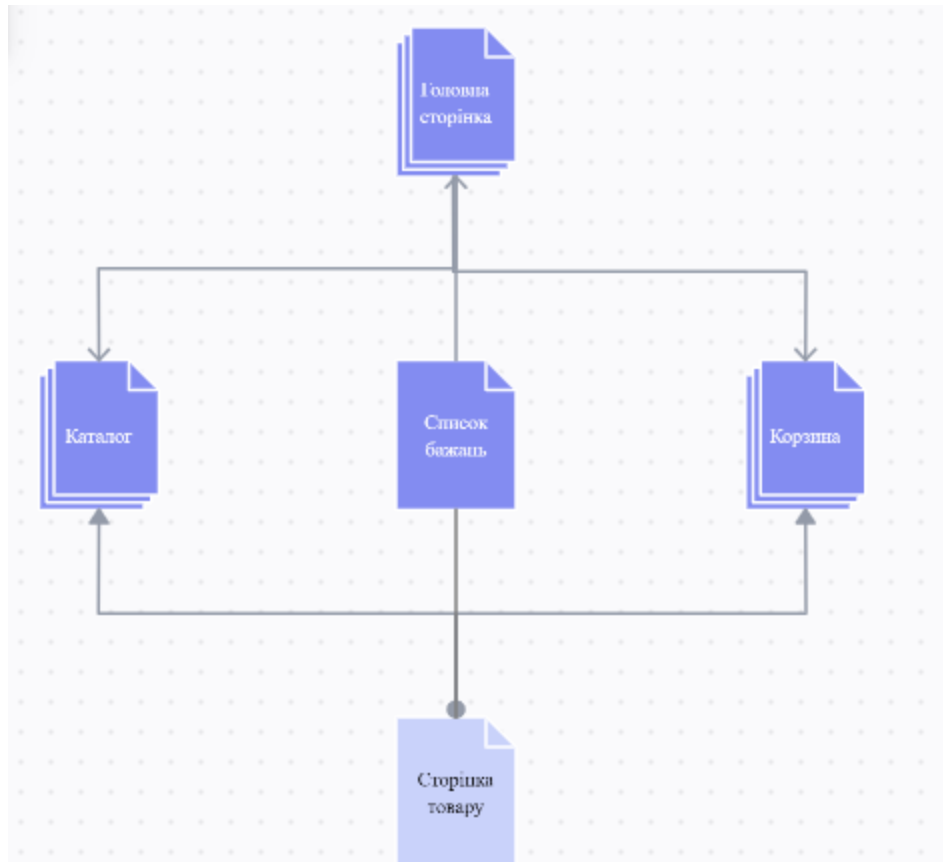 Головна
сторінка
Каталог
Список
бажань
Корзина
Сторінка
товару